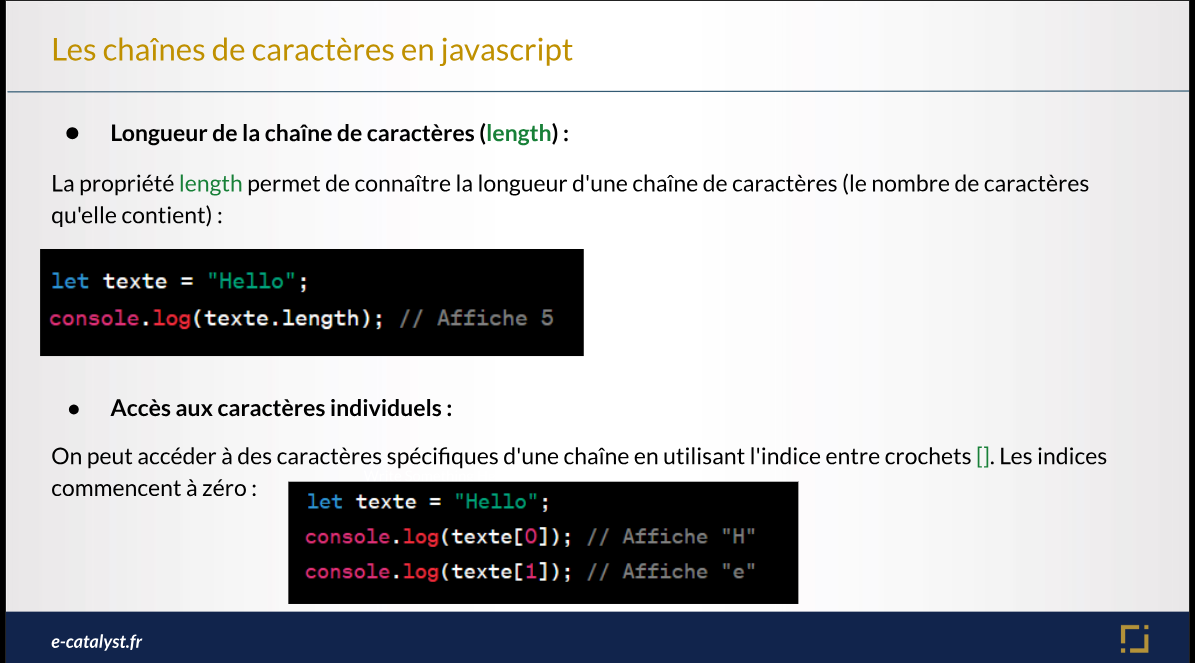 Les chaînes de caractères en javascript
● Longueur de la chaîne de caractères (length) :
La propriété length permet de connaître la longueur d'une chaîne de caractères (le nombre de caractères
qu'elle contient) :
let texte = "Hello";
console.log(texte.length); // Affiche 5
● Accès aux caractères individuels :
On peut accéder à des caractères spécifiques d'une chaîne en utilisant l'indice entre crochets []. Les indices
commencent à zéro :
let texte = "Hello";
console.log(texte[0]); // Affiche "H"
console.log(texte[1]); // Affiche "e"
e-catalyst.fr